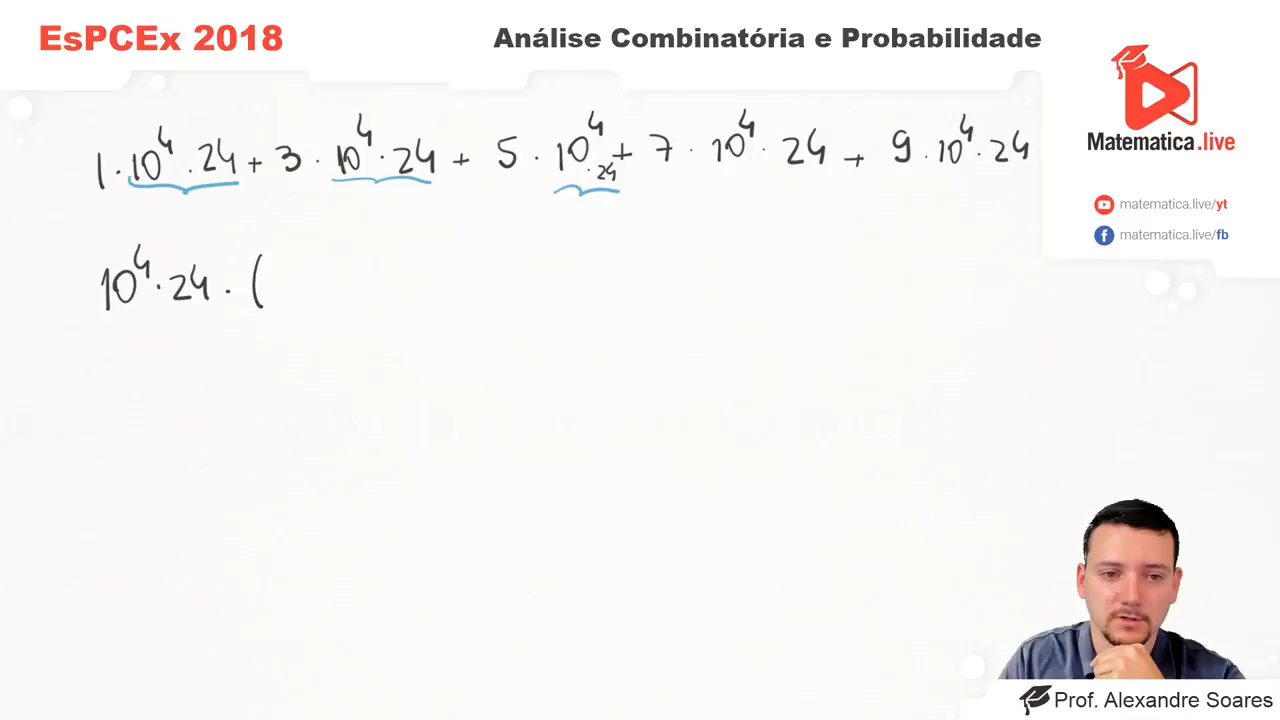 EsPCEx 2018
Análise Combinatória e Probabilidade
Matematica.live
matematica.live/yt
matematica.live/fb
1 · 10⁴ · 24 + 3 · 10⁴ · 24 + 5 · 10⁴ · 24 + 7 · 10⁴ · 24 + 9 · 10⁴ · 24
10⁴ · 24 · (
Prof. Alexandre Soares